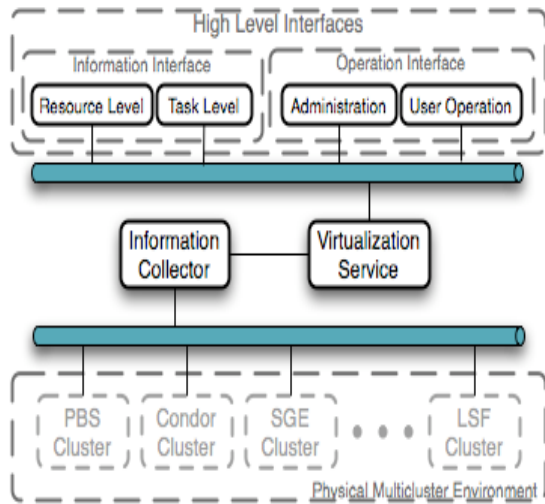 High Level Interfaces
Information Interface
Operation Interface
Resource Level
Task Level
Administration
User Operation
Information
Collector
Virtualization
Service
PBS
Cluster
Condor
Cluster
SGE
Cluster
LSF
Cluster
Physical Multicluster Environment